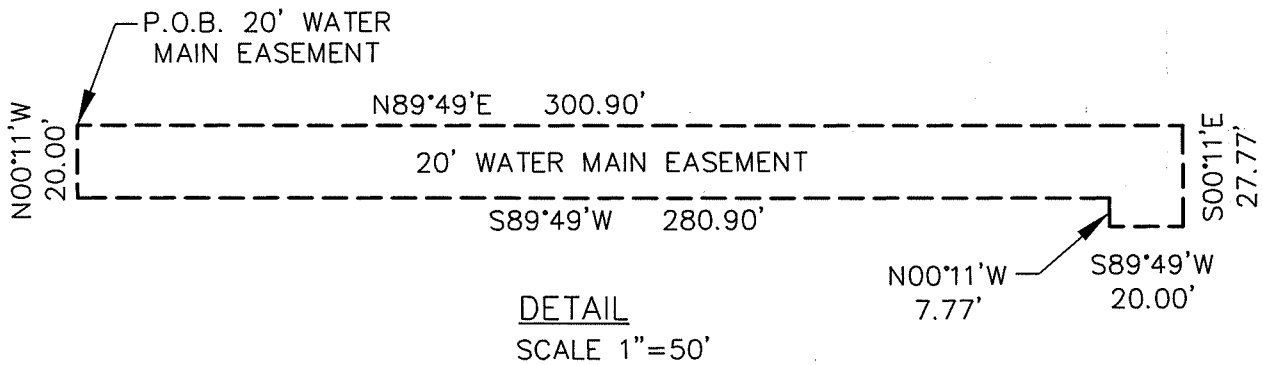 P.O.B. 20' WATER
MAIN EASEMENT
N89°49'E 300.90'
N00°11'W
20.00'
20' WATER MAIN EASEMENT
S00°11'E
27.77'
S89°49'W 280.90'
N00°11'W
7.77'
S89°49'W
20.00'
DETAIL
SCALE 1"=50'